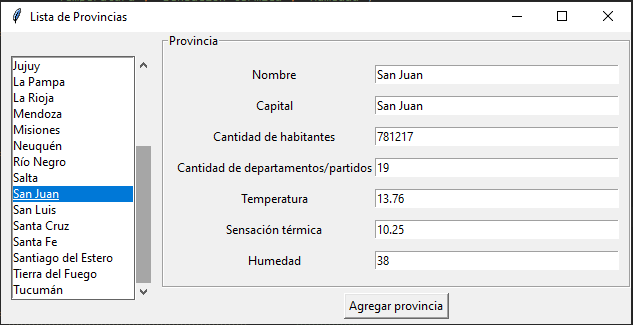 Lista de Provincias
Jujuy
La Pampa
La Rioja
Mendoza
Misiones
Neuquén
Río Negro
Salta
San Juan
San Luis
Santa Cruz
Santa Fe
Santiago del Estero
Tierra del Fuego
Tucumán
Provincia
Nombre San Juan
Capital San Juan
Cantidad de habitantes 781217
Cantidad de departamentos/partidos 19
Temperatura 13.76
Sensación térmica 10.25
Humedad 38
Agregar provincia